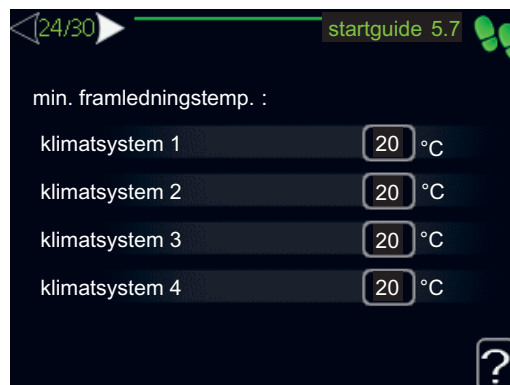 24/30
startguide 5.7
min. framledningstemp. :
klimatsystem 1 20 °C
klimatsystem 2 20 °C
klimatsystem 3 20 °C
klimatsystem 4 20 °C
?